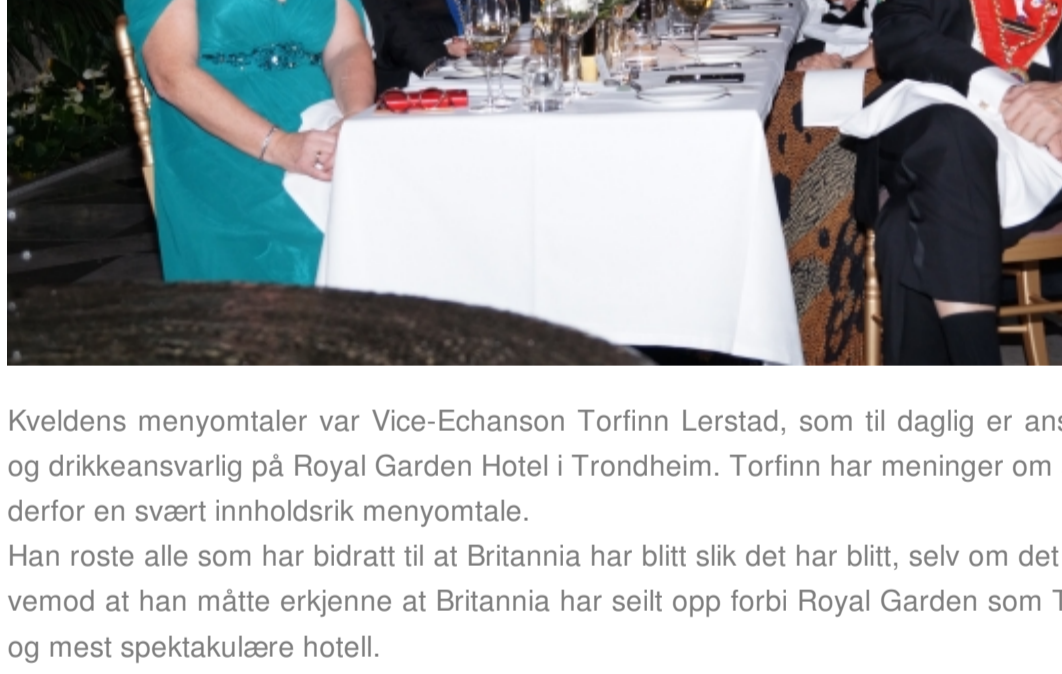 Kveldens menyomtaler var Vice-Echanson Torfinn Lerstad, som til daglig er
og drikkeansvarlig på Royal Garden Hotel i Trondheim. Torfinn har meninger om
derfor en svært innholdsrik menyomtale.
Han roste alle som har bidratt til at Britannia har blitt slik det har blitt, selv om det
vemod at han måtte erkjenne at Britannia har seilt opp forbi Royal Garden som
og mest spektakulære hotell.